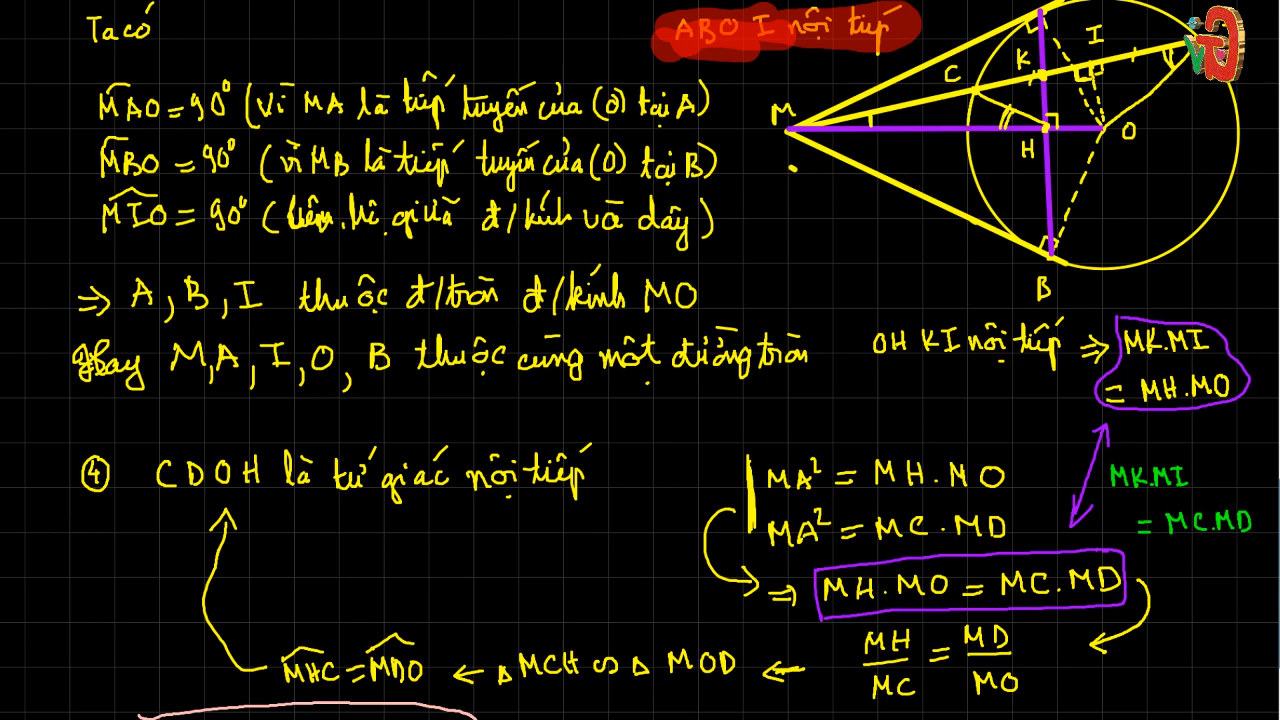 Ta có
ABO I nội tiếp
MAO = 90° (vì MA là tiếp tuyến của (O) tại A)
MBO = 90° (vì MB là tiếp tuyến của (O) tại B)
MIO = 90° (liên hệ giữa đ/kính và dây)
⇒ A, B, I thuộc đ/tròn đ/kính MO
Hay M, A, I, O, B thuộc cùng một đường tròn
M
C
K
I
H
O
B
OHKI nội tiếp ⇒ MK.MI
= MH.MO
④ CDOH là tứ giác nội tiếp
MA² = MH.MO
MA² = MC.MD
MK.MI
= MC.MD
⇒ MH.MO = MC.MD
MHC = MDO ← ΔMCH ∽ ΔMOD ← MH/MC = MD/MO